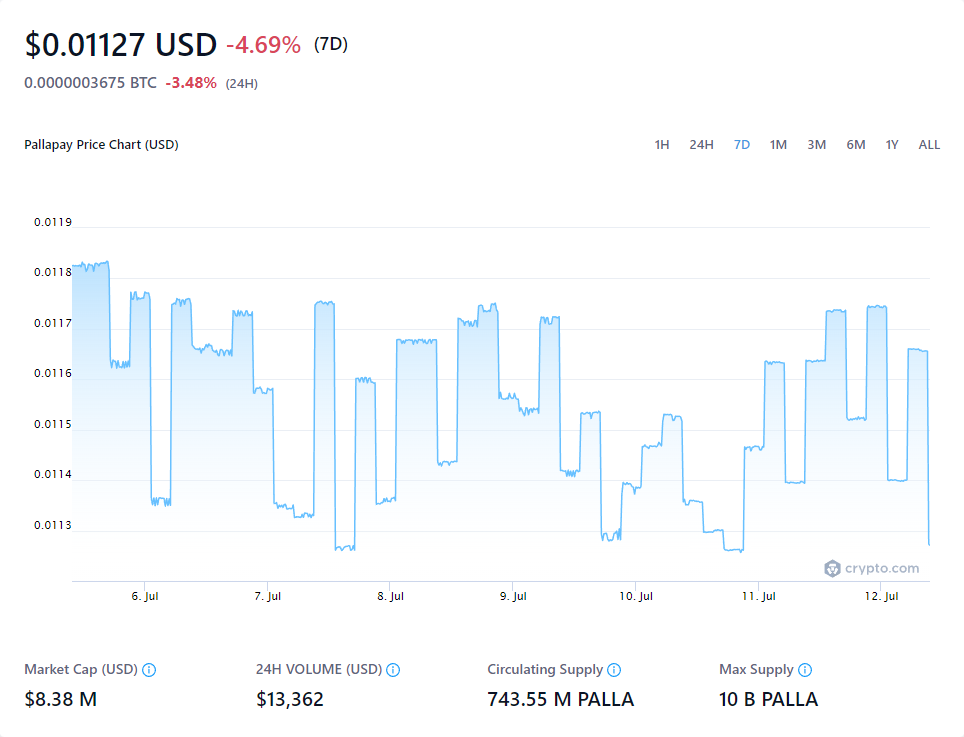 $0.01127 USD -4.69% (7D)
0.0000003675 BTC -3.48% (24H)
Pallapay Price Chart (USD) 1H 24H 7D 1M 3M 6M 1Y ALL
0.0119
0.0118
0.0117
0.0116
0.0115
0.0114
0.0113
crypto.com
6. Jul 7. Jul 8. Jul 9. Jul 10. Jul 11. Jul 12. Jul
Market Cap (USD) 24H VOLUME (USD) Circulating Supply Max Supply
$8.38 M $13,362 743.55 M PALLA 10 B PALLA